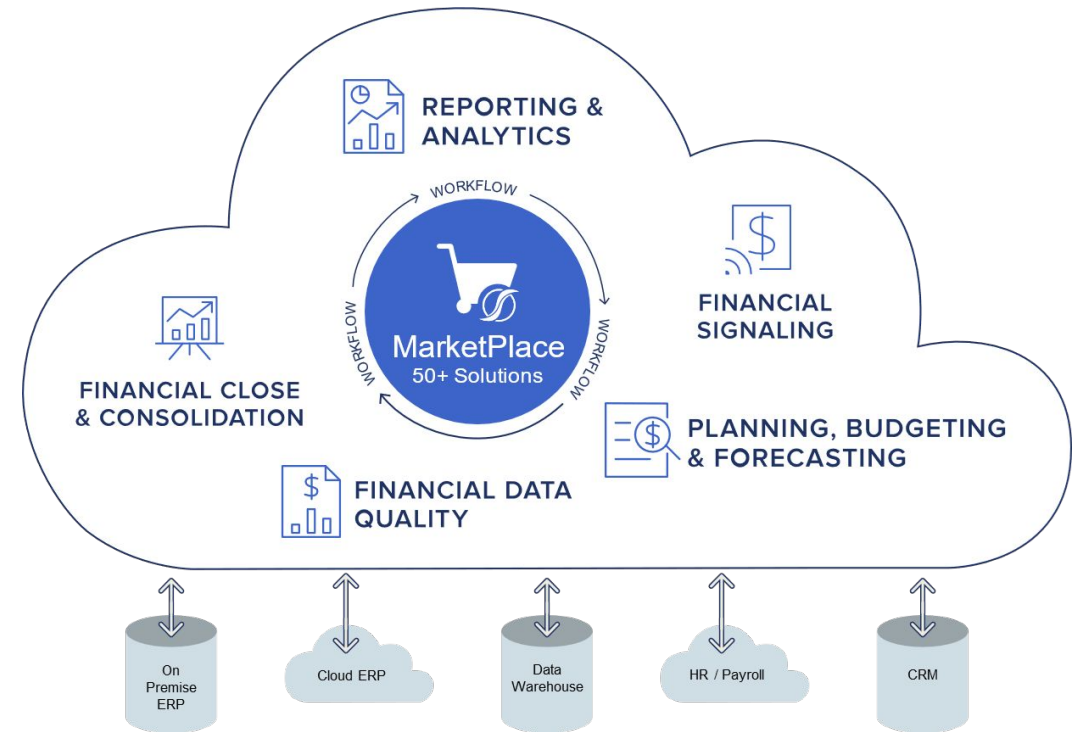 REPORTING &
ANALYTICS
WORKFLOW
WORKFLOW
WORKFLOW
MarketPlace
50+ Solutions
$
FINANCIAL
SIGNALING
FINANCIAL CLOSE
& CONSOLIDATION
$
PLANNING, BUDGETING
& FORECASTING
$
FINANCIAL DATA
QUALITY
On
Premise
ERP
Cloud ERP
Data
Warehouse
HR / Payroll
CRM